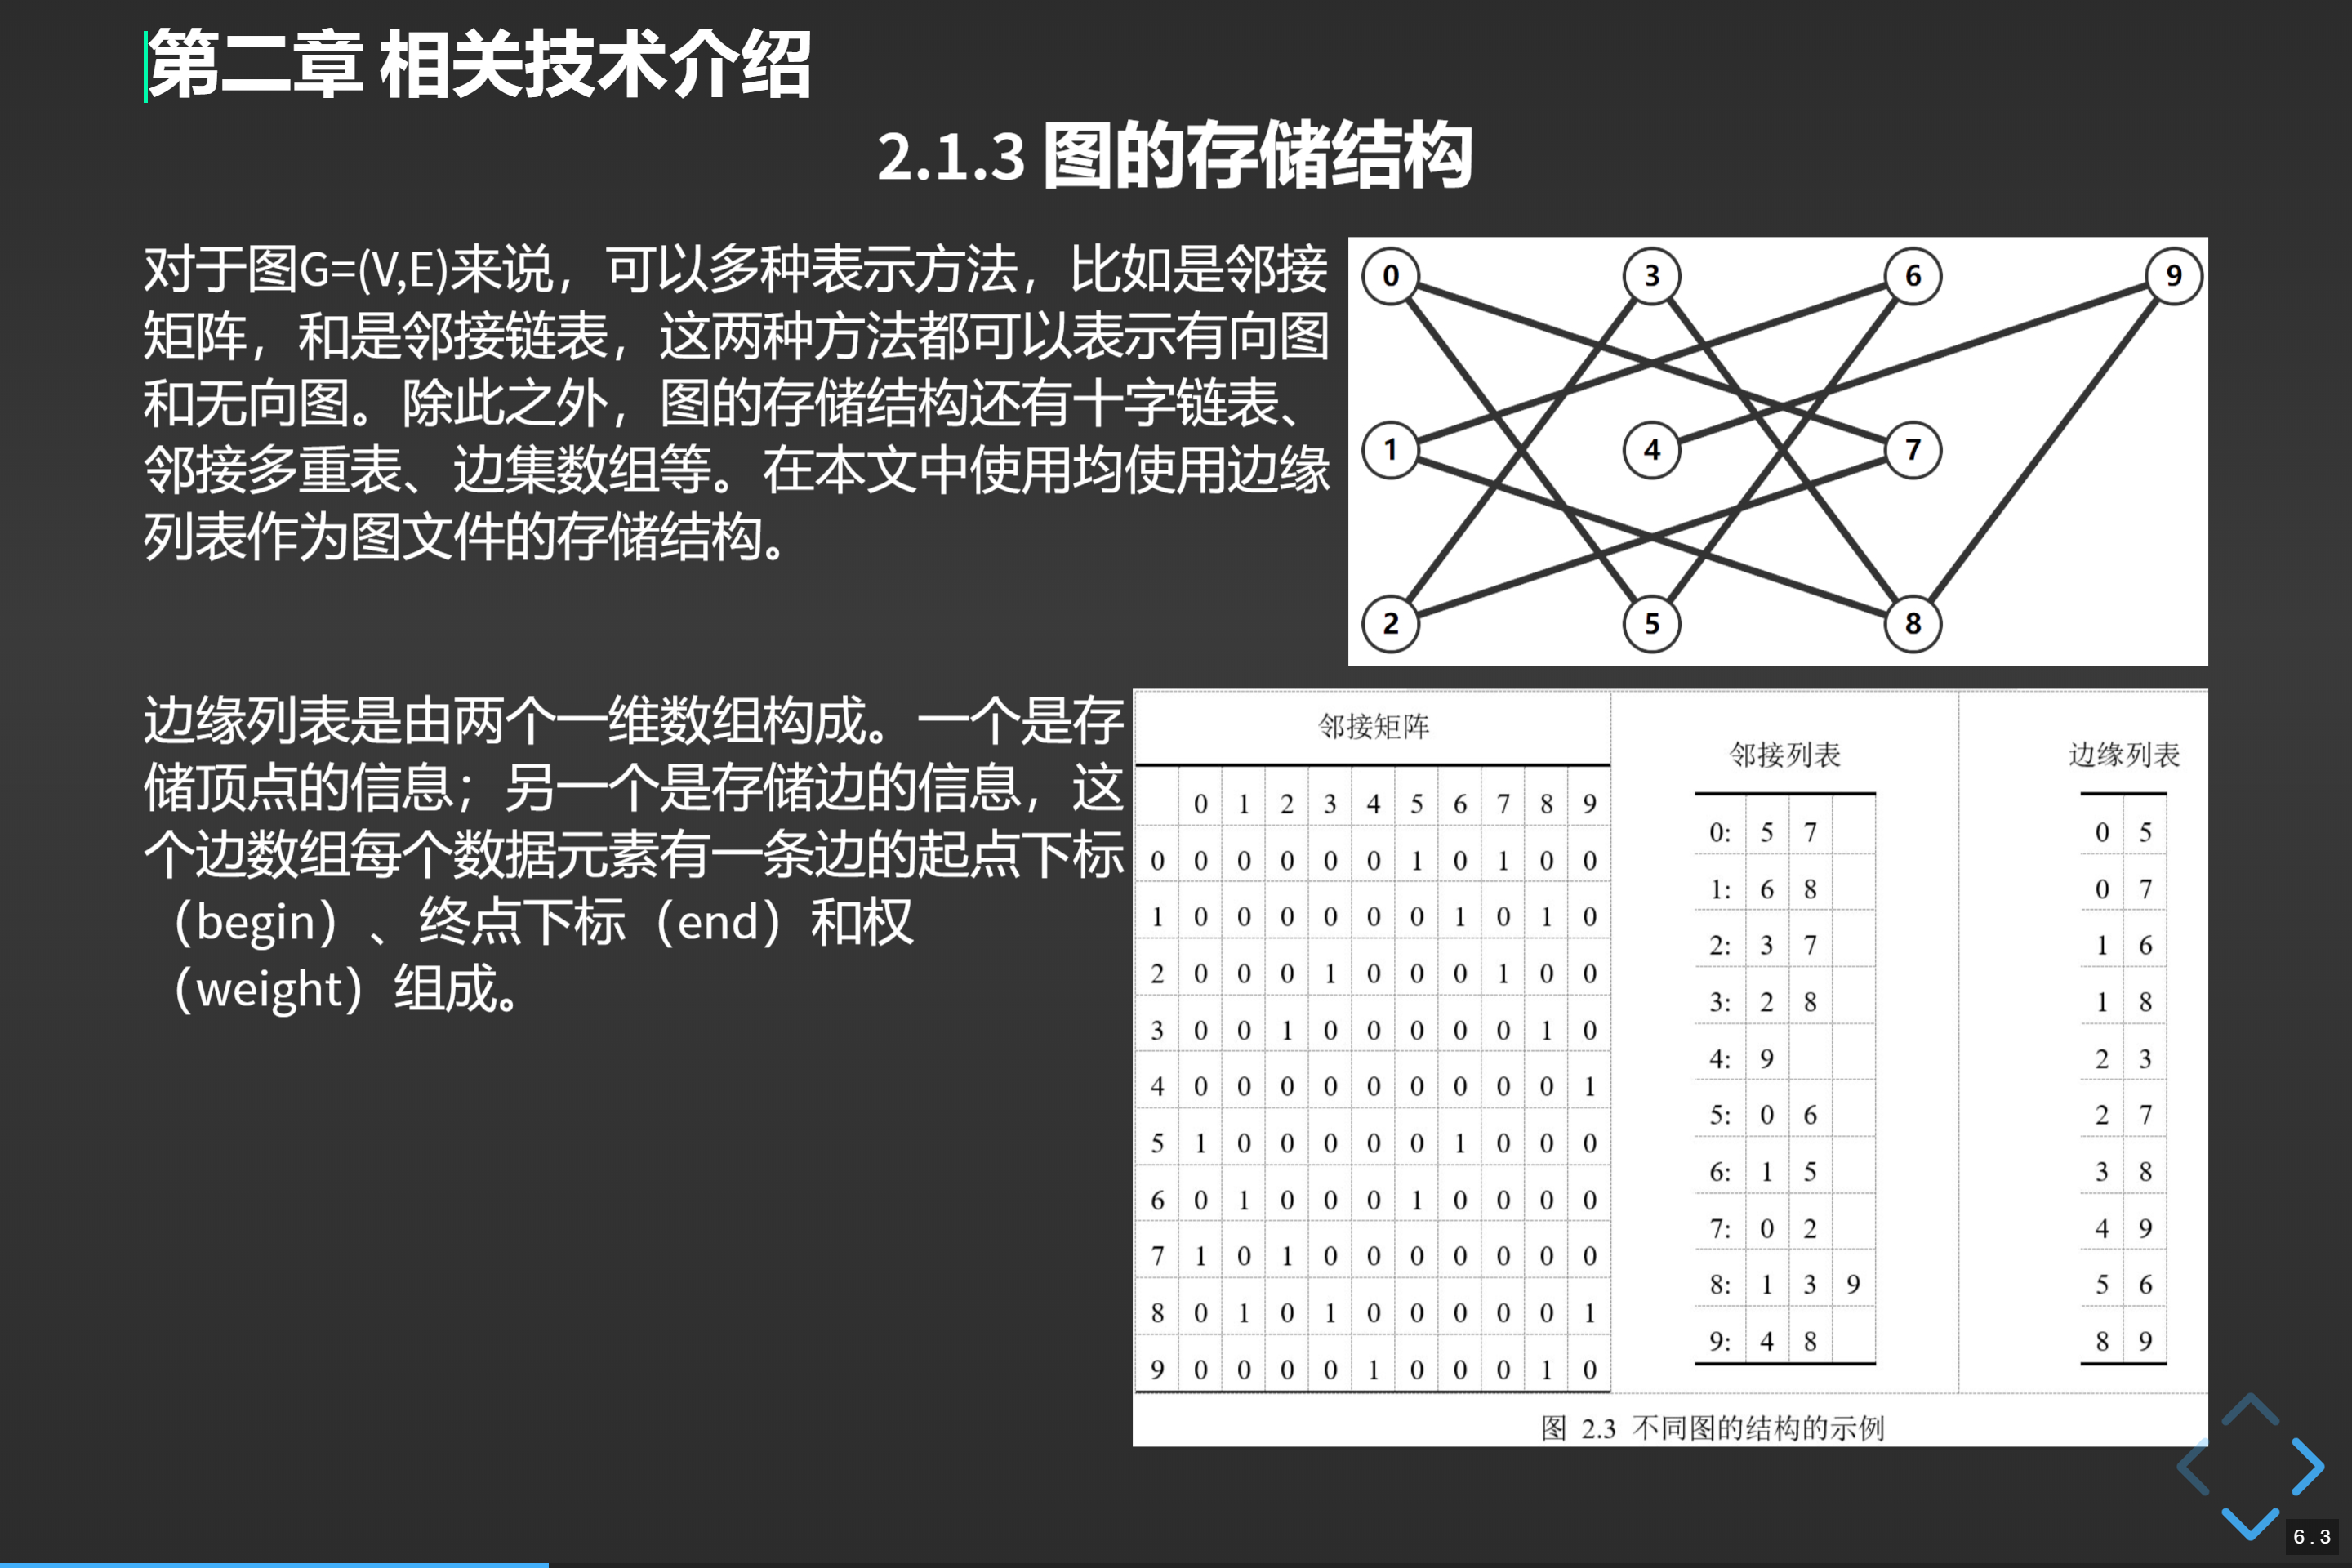 第二章 相关技术介绍
2.1.3 图的存储结构
对于图G=(V,E)来说，可以多种表示方法，比如是邻接
矩阵，和是邻接链表，这两种方法都可以表示有向图
和无向图。除此之外，图的存储结构还有十字链表、
邻接多重表、边集数组等。在本文中使用均使用边缘
列表作为图文件的存储结构。
0 3 6 9
1 4 7
2 5 8
边缘列表是由两个一维数组构成。一个是存
储顶点的信息；另一个是存储边的信息，这
个边数组每个数据元素有一条边的起点下标
（begin）、终点下标（end）和权
（weight）组成。
邻接矩阵
0 1 2 3 4 5 6 7 8 9
0 0 0 0 0 0 1 0 1 0 0
1 0 0 0 0 0 0 1 0 1 0
2 0 0 0 1 0 0 0 1 0 0
3 0 0 1 0 0 0 0 0 1 0
4 0 0 0 0 0 0 0 0 0 1
5 1 0 0 0 0 0 1 0 0 0
6 0 1 0 0 0 1 0 0 0 0
7 1 0 1 0 0 0 0 0 0 0
8 0 1 0 1 0 0 0 0 0 1
9 0 0 0 0 1 0 0 0 1 0
邻接列表
0: 5 7
1: 6 8
2: 3 7
3: 2 8
4: 9
5: 0 6
6: 1 5
7: 0 2
8: 1 3 9
9: 4 8
边缘列表
0 5
0 7
1 6
1 8
2 3
2 7
3 8
4 9
5 6
8 9
图 2.3 不同图的结构的示例
6.3